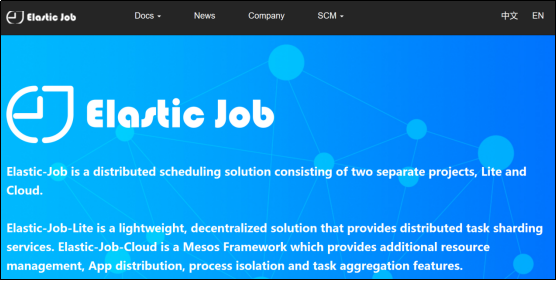 Elastic Job Docs News Company SCM 中文 EN
Elastic Job
Elastic-Job is a distributed scheduling solution consisting of two separate projects, Lite and
Cloud.
Elastic-Job-Lite is a lightweight, decentralized solution that provides distributed task sharding
services. Elastic-Job-Cloud is a Mesos Framework which provides additional resource
management, App distribution, process isolation and task aggregation features.